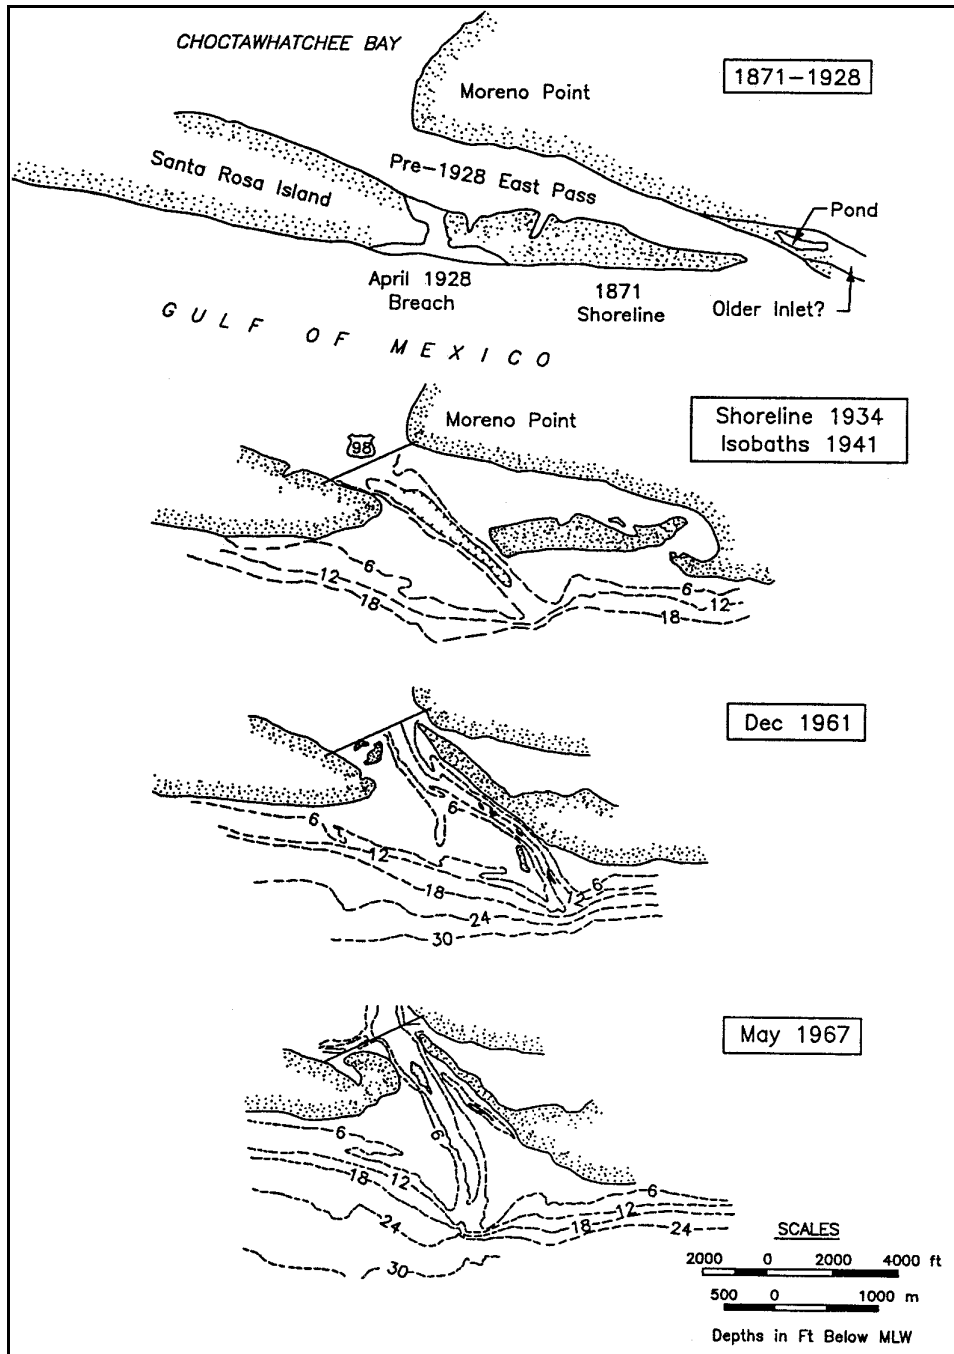 CHOCTAWHATCHEE BAY
1871-1928
Moreno Point
Santa Rosa Island
Pre-1928 East Pass
Pond
April 1928
Breach
1871
Shoreline
Older Inlet?
GULF OF MEXICO
Moreno Point
Shoreline 1934
Isobaths 1941
98
6
12
18
6
12
18
Dec 1961
6
12
18
24
30
6
6
12
May 1967
6
12
18
24
30
6
6
12
18
24
SCALES
2000 0 2000 4000 ft
500 0 1000 m
Depths in Ft Below MLW